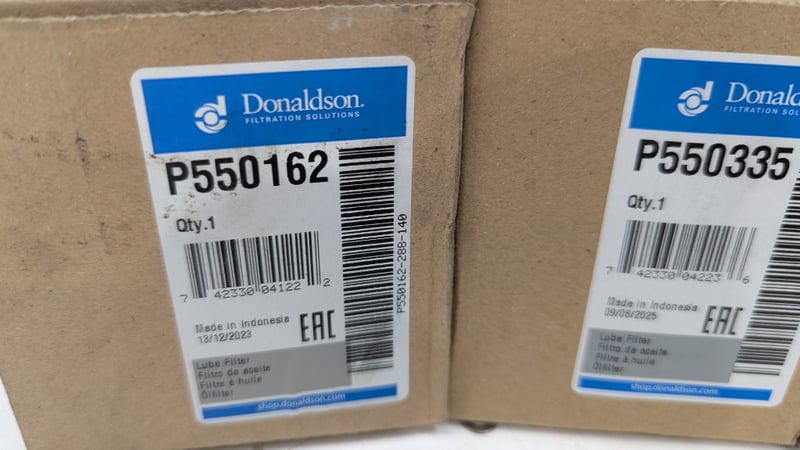 Donaldson.
FILTRATION SOLUTIONS
P550162
Qty.1
7 42330 04122 2
P550162-288-140
Made in Indonesia
13/12/2023
EAC
Lube Filter
Filtro de aceite
Filtre à huile
Ölfilter
shop.donaldson.com
Donald
FILTRATION SOL
P550335
Qty.1
7 42330 04223 6
Made in Indonesia
09/06/2025
EAC
Lube Filter
Filtro de aceite
Filtre à huile
Ölfilter
shop.donaldson.com